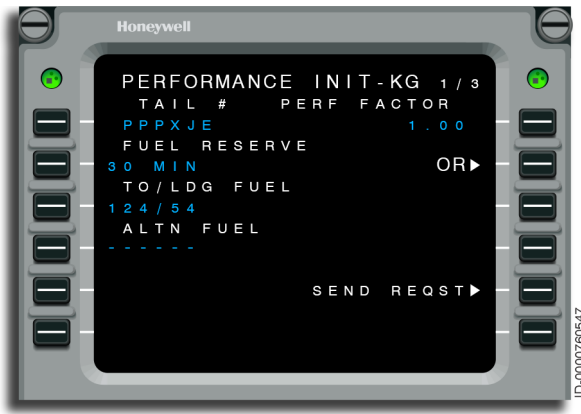 Honeywell
PERFORMANCE INIT-KG 1/3
TAIL # PERF FACTOR
PPPXJE 1.00
FUEL RESERVE
30 MIN OR▶
TO/LDG FUEL
124/54
ALTN FUEL
------
SEND REQST▶
ID-0000760547